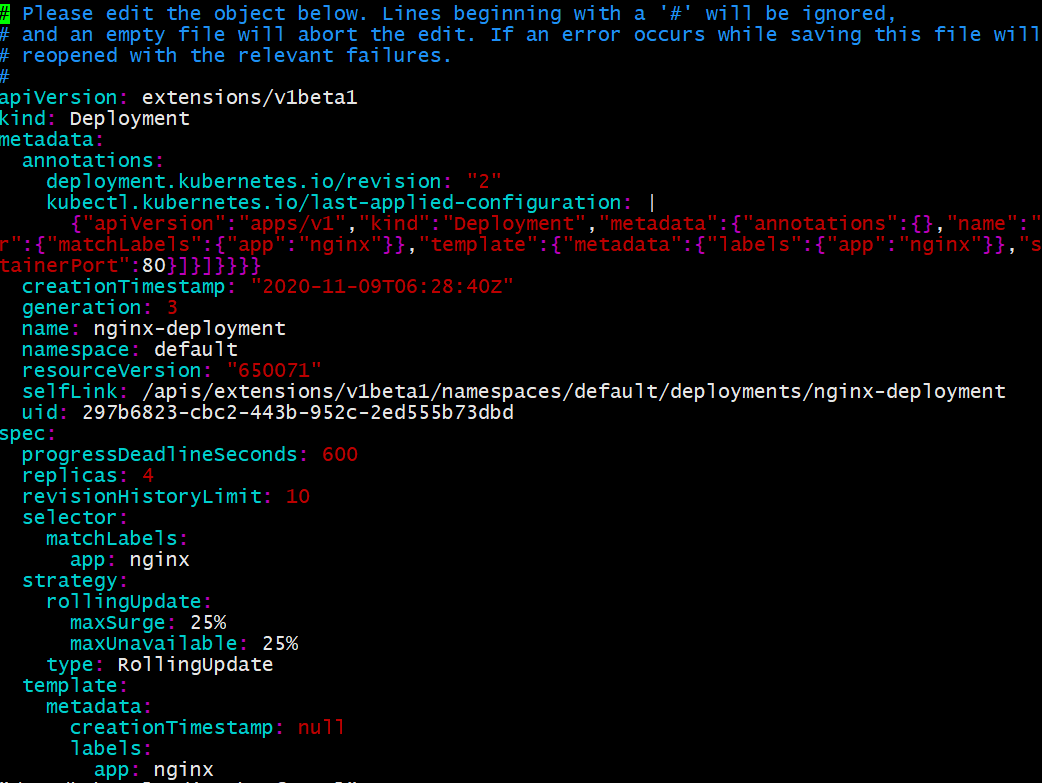 # Please edit the object below. Lines beginning with a '#' will be ignored,
# and an empty file will abort the edit. If an error occurs while saving this file will
# reopened with the relevant failures.
#
apiVersion: extensions/v1beta1
kind: Deployment
metadata:
  annotations:
    deployment.kubernetes.io/revision: "2"
    kubectl.kubernetes.io/last-applied-configuration: |
      {"apiVersion":"apps/v1","kind":"Deployment","metadata":{"annotations":{},"name":"
r":{"matchLabels":{"app":"nginx"}},"template":{"metadata":{"labels":{"app":"nginx"}},"s
tainerPort":80}]}]}}}}
  creationTimestamp: "2020-11-09T06:28:40Z"
  generation: 3
  name: nginx-deployment
  namespace: default
  resourceVersion: "650071"
  selfLink: /apis/extensions/v1beta1/namespaces/default/deployments/nginx-deployment
  uid: 297b6823-cbc2-443b-952c-2ed555b73dbd
spec:
  progressDeadlineSeconds: 600
  replicas: 4
  revisionHistoryLimit: 10
  selector:
    matchLabels:
      app: nginx
  strategy:
    rollingUpdate:
      maxSurge: 25%
      maxUnavailable: 25%
    type: RollingUpdate
  template:
    metadata:
      creationTimestamp: null
      labels:
        app: nginx